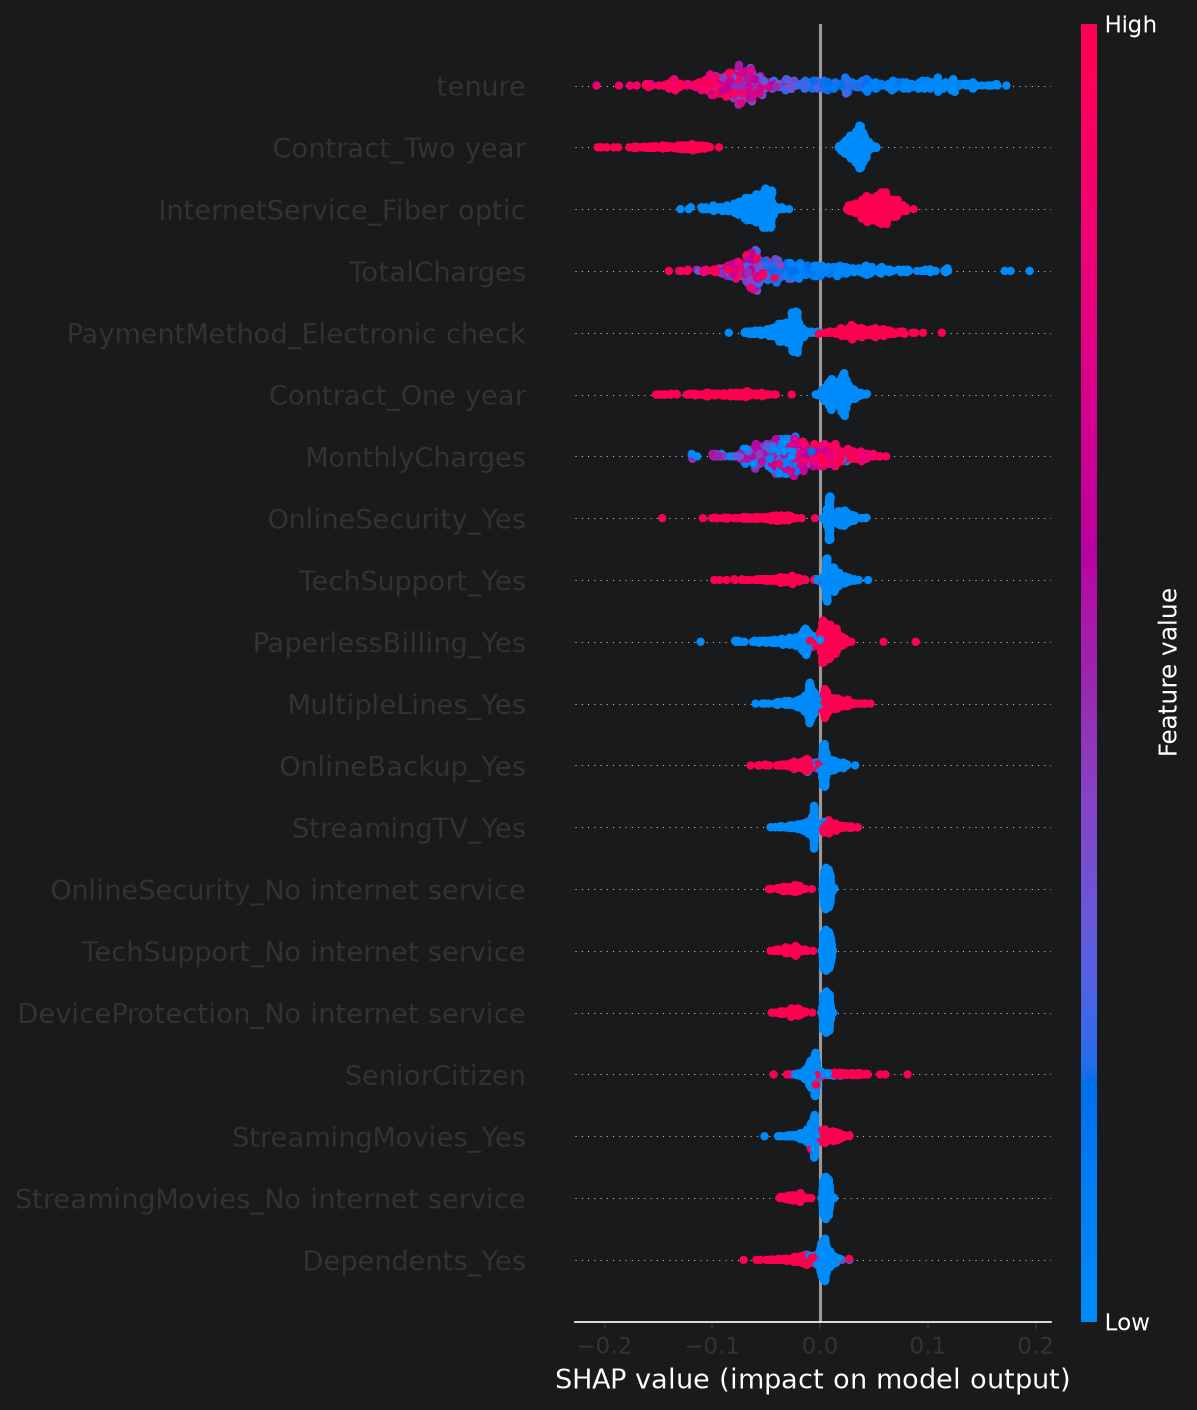 High
tenure
Contract_Two year
InternetService_Fiber optic
TotalCharges
PaymentMethod_Electronic check
Contract_One year
MonthlyCharges
OnlineSecurity_Yes
TechSupport_Yes
PaperlessBilling_Yes
MultipleLines_Yes
OnlineBackup_Yes
StreamingTV_Yes
OnlineSecurity_No internet service
TechSupport_No internet service
DeviceProtection_No internet service
SeniorCitizen
StreamingMovies_Yes
StreamingMovies_No internet service
Dependents_Yes
Feature value
Low
−0.2 −0.1 0.0 0.1 0.2
SHAP value (impact on model output)